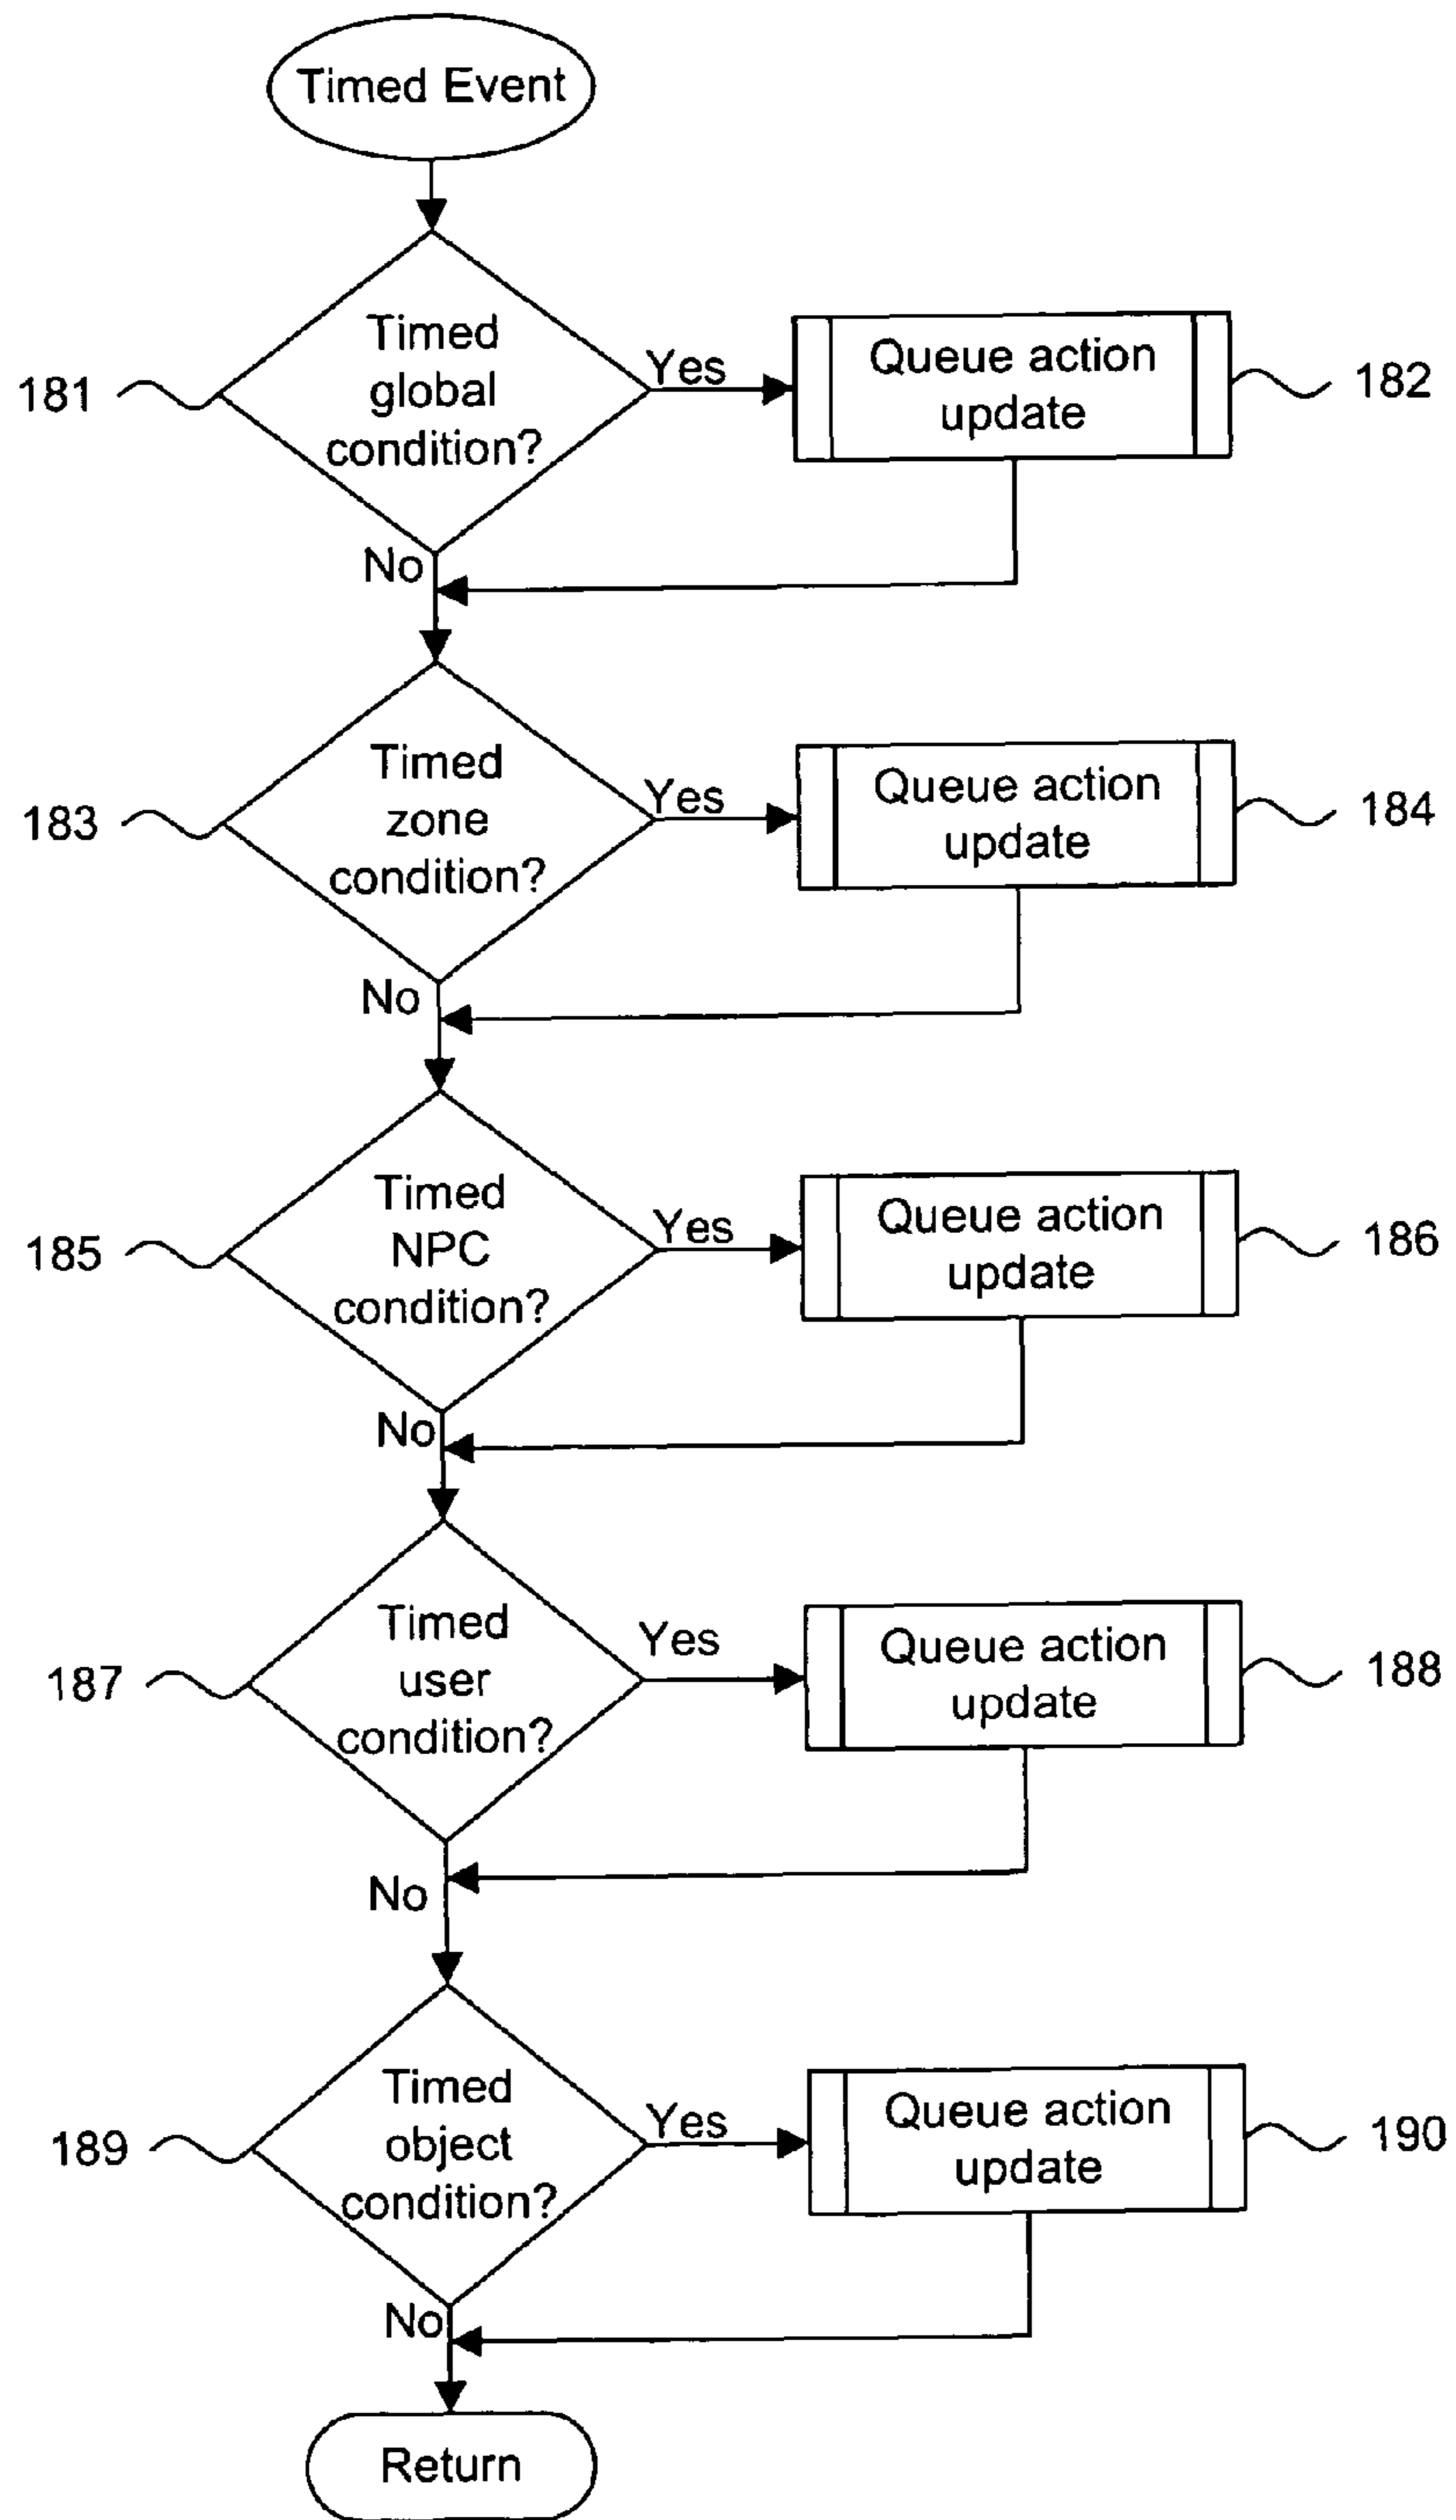 Timed Event
Timed
global
condition?
181
Yes
Queue action
update
182
No
Timed
zone
condition?
183
Yes
Queue action
update
184
No
Timed
NPC
condition?
185
Yes
Queue action
update
186
No
Timed
user
condition?
187
Yes
Queue action
update
188
No
Timed
object
condition?
189
Yes
Queue action
update
190
No
Return